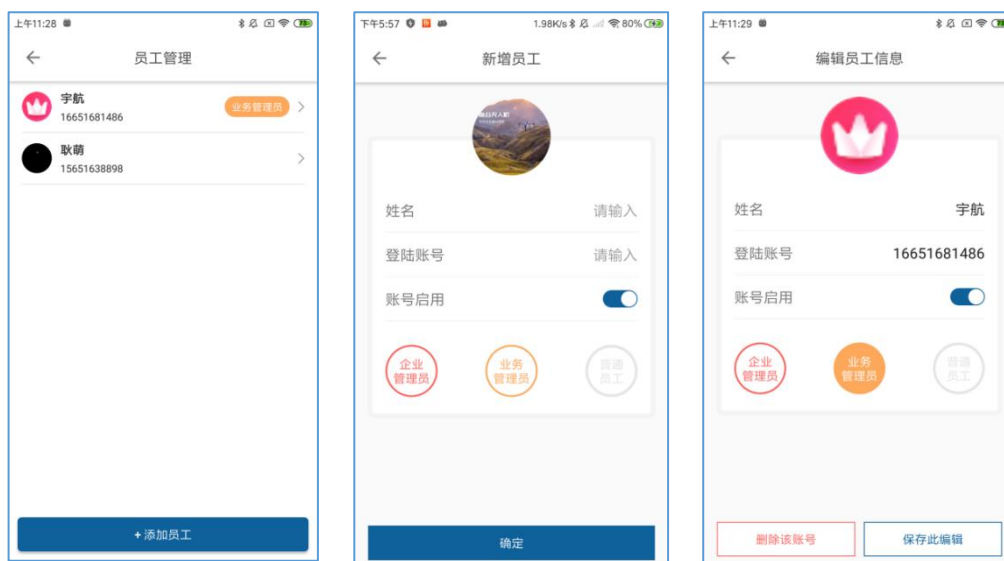 上午11:28
员工管理
宇航
16651681486
业务管理员
耿萌
15651638898
+添加员工
下午5:57
1.98K/s
80%
新增员工
姓名
请输入
登陆账号
请输入
账号启用
企业
管理员
业务
管理员
普通
员工
确定
上午11:29
编辑员工信息
姓名
宇航
登陆账号
16651681486
账号启用
企业
管理员
业务
管理员
普通
员工
删除该账号
保存此编辑